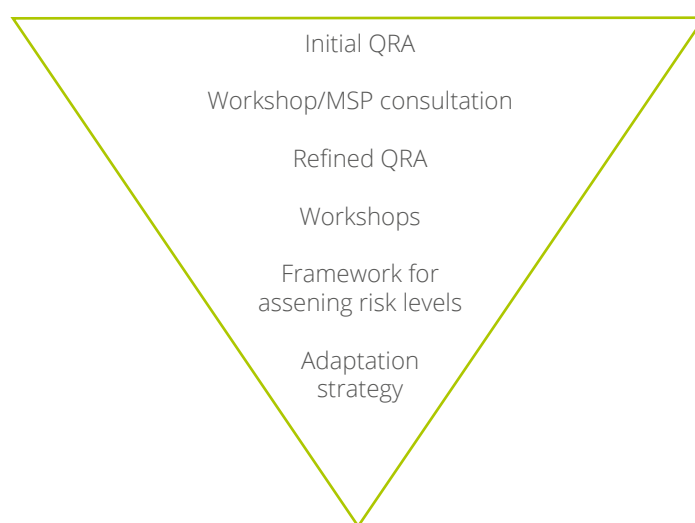 Initial QRA
Workshop/MSP consultation
Refined QRA
Workshops
Framework for
assening risk levels
Adaptation
strategy